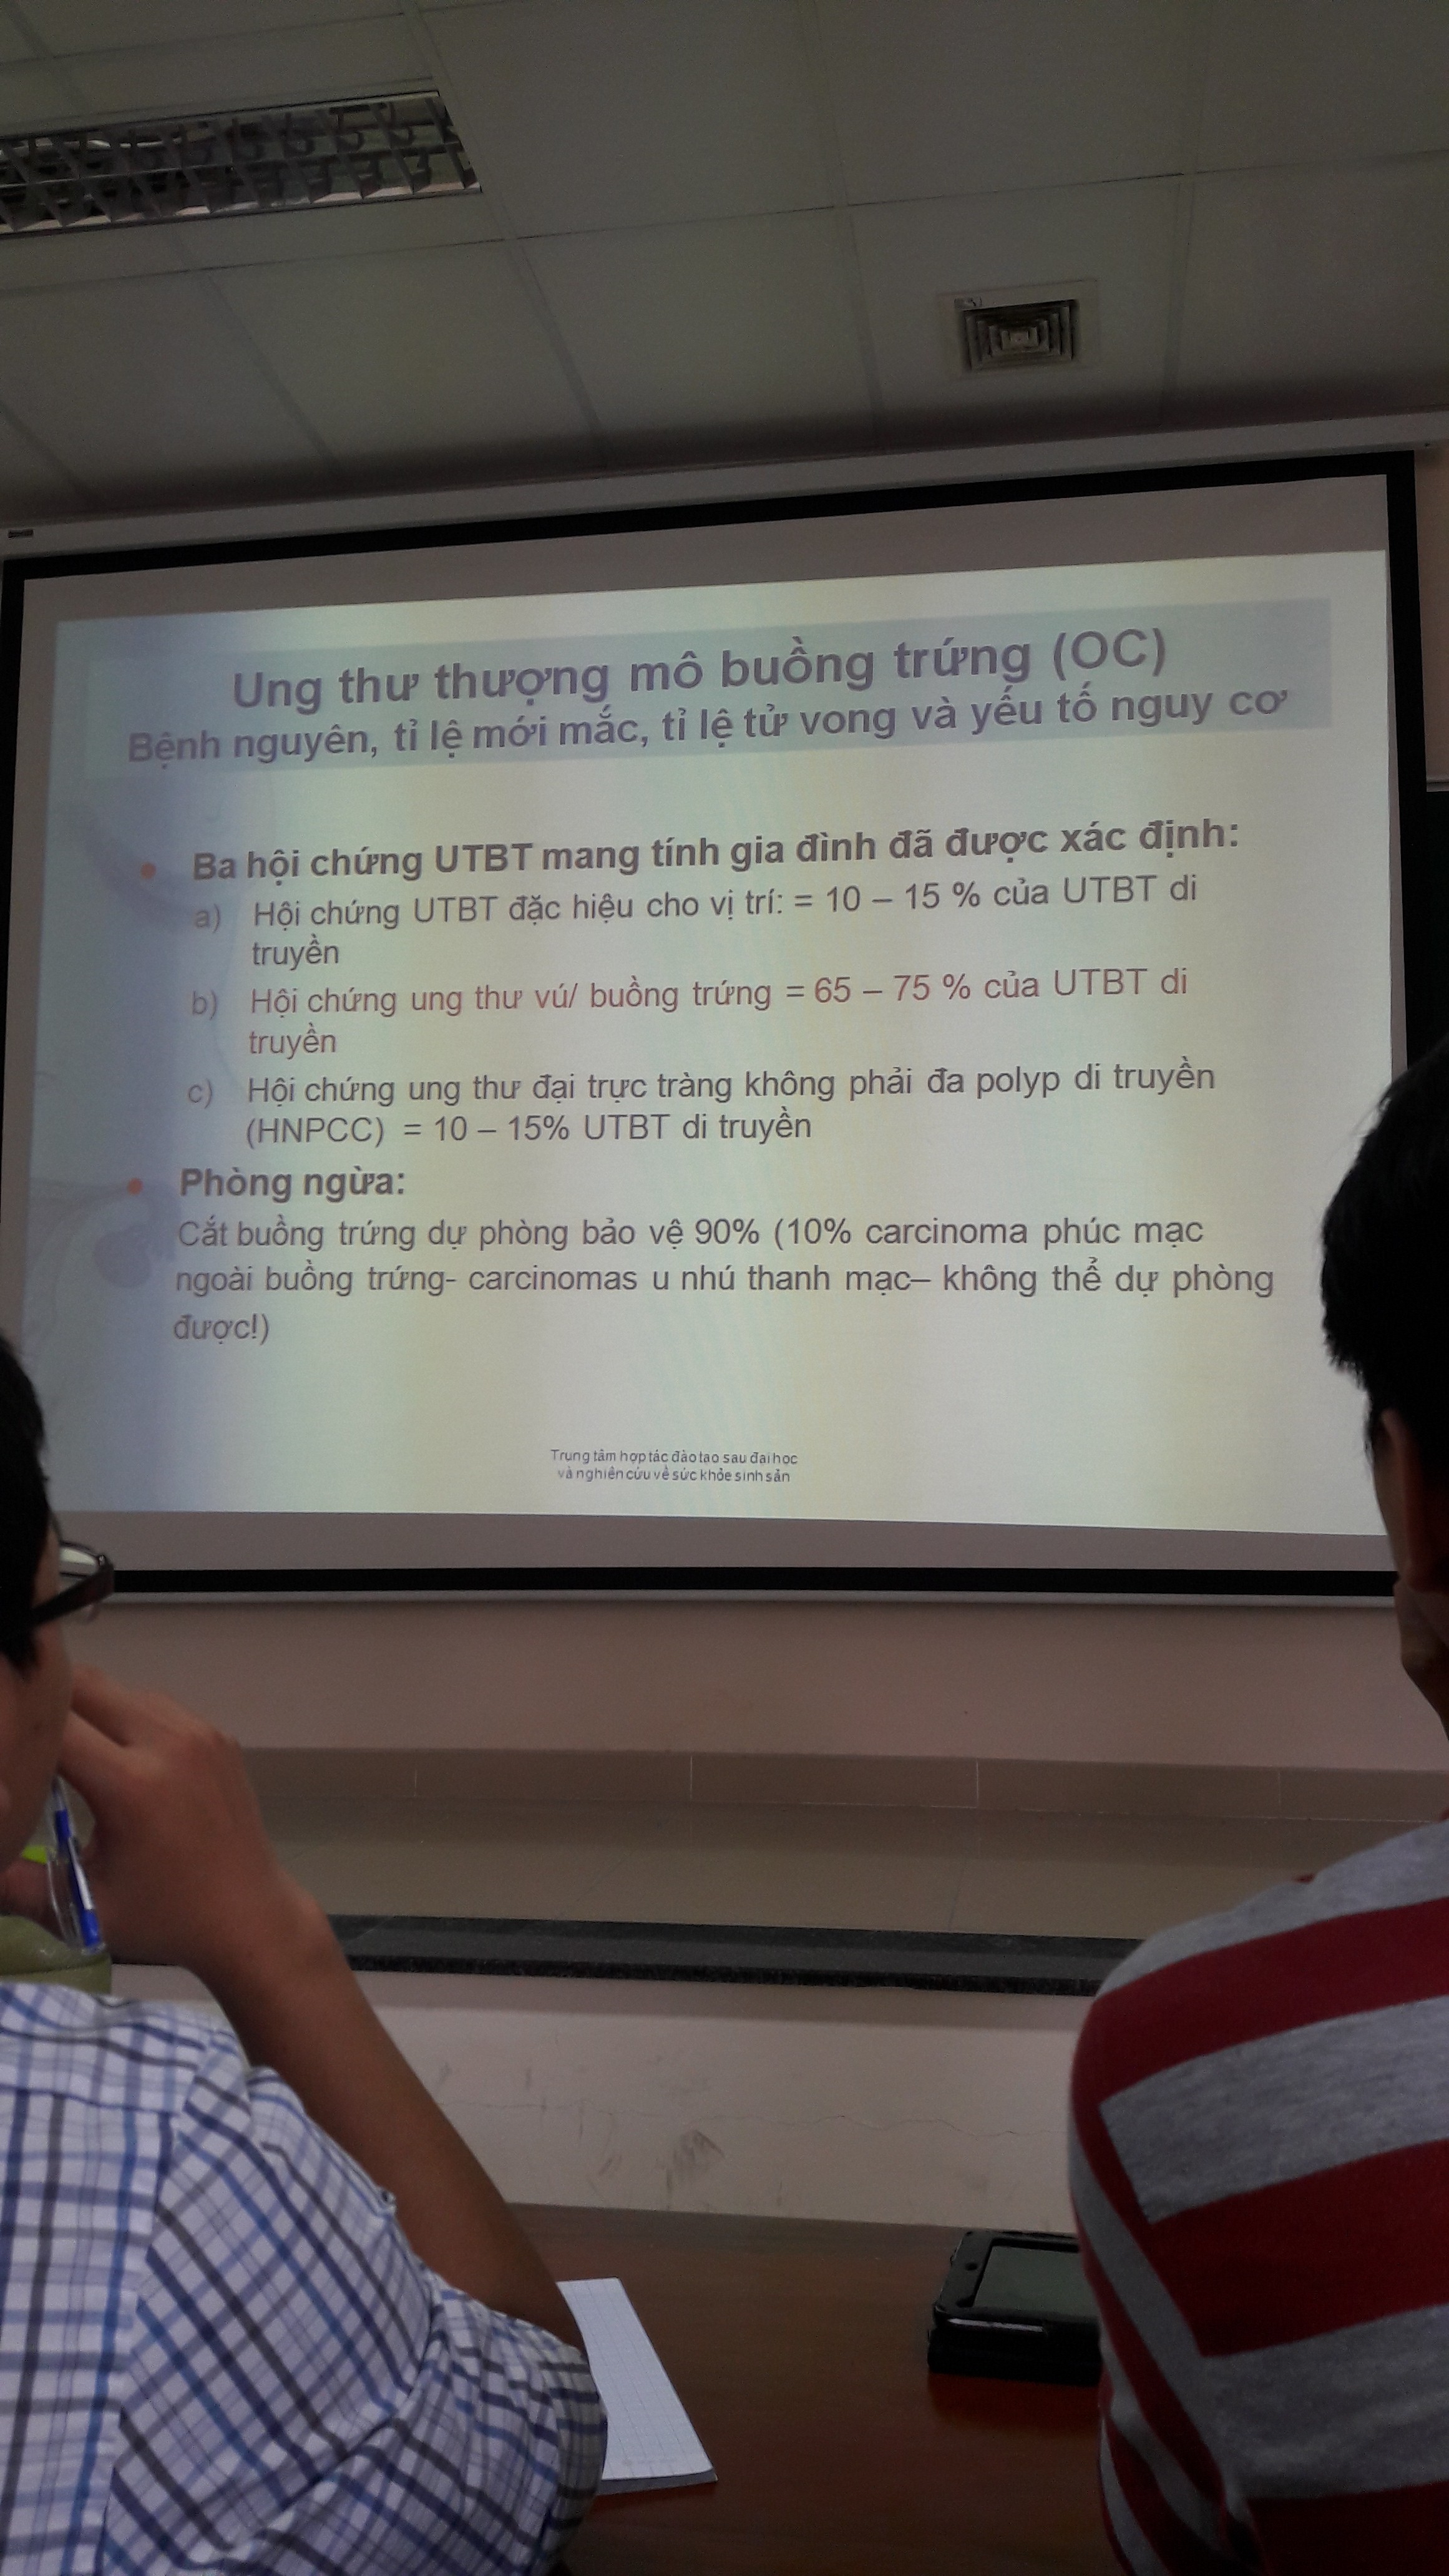 Ung thư thượng mô buồng trứng (OC)
Bệnh nguyên, tỉ lệ mới mắc, tỉ lệ tử vong và yếu tố nguy cơ
• Ba hội chứng UTBT mang tính gia đình đã được xác định:
a) Hội chứng UTBT đặc hiệu cho vị trí: = 10 – 15 % của UTBT di
truyền
b) Hội chứng ung thư vú/ buồng trứng = 65 – 75 % của UTBT di
truyền
c) Hội chứng ung thư đại trực tràng không phải đa polyp di truyền
(HNPCC) = 10 – 15% UTBT di truyền
• Phòng ngừa:
Cắt buồng trứng dự phòng bảo vệ 90% (10% carcinoma phúc mạc
ngoài buồng trứng- carcinomas u nhú thanh mạc– không thể dự phòng
được!)
Trung tâm hợp tác đào tạo sau đại học
và nghiên cứu về sức khỏe sinh sản